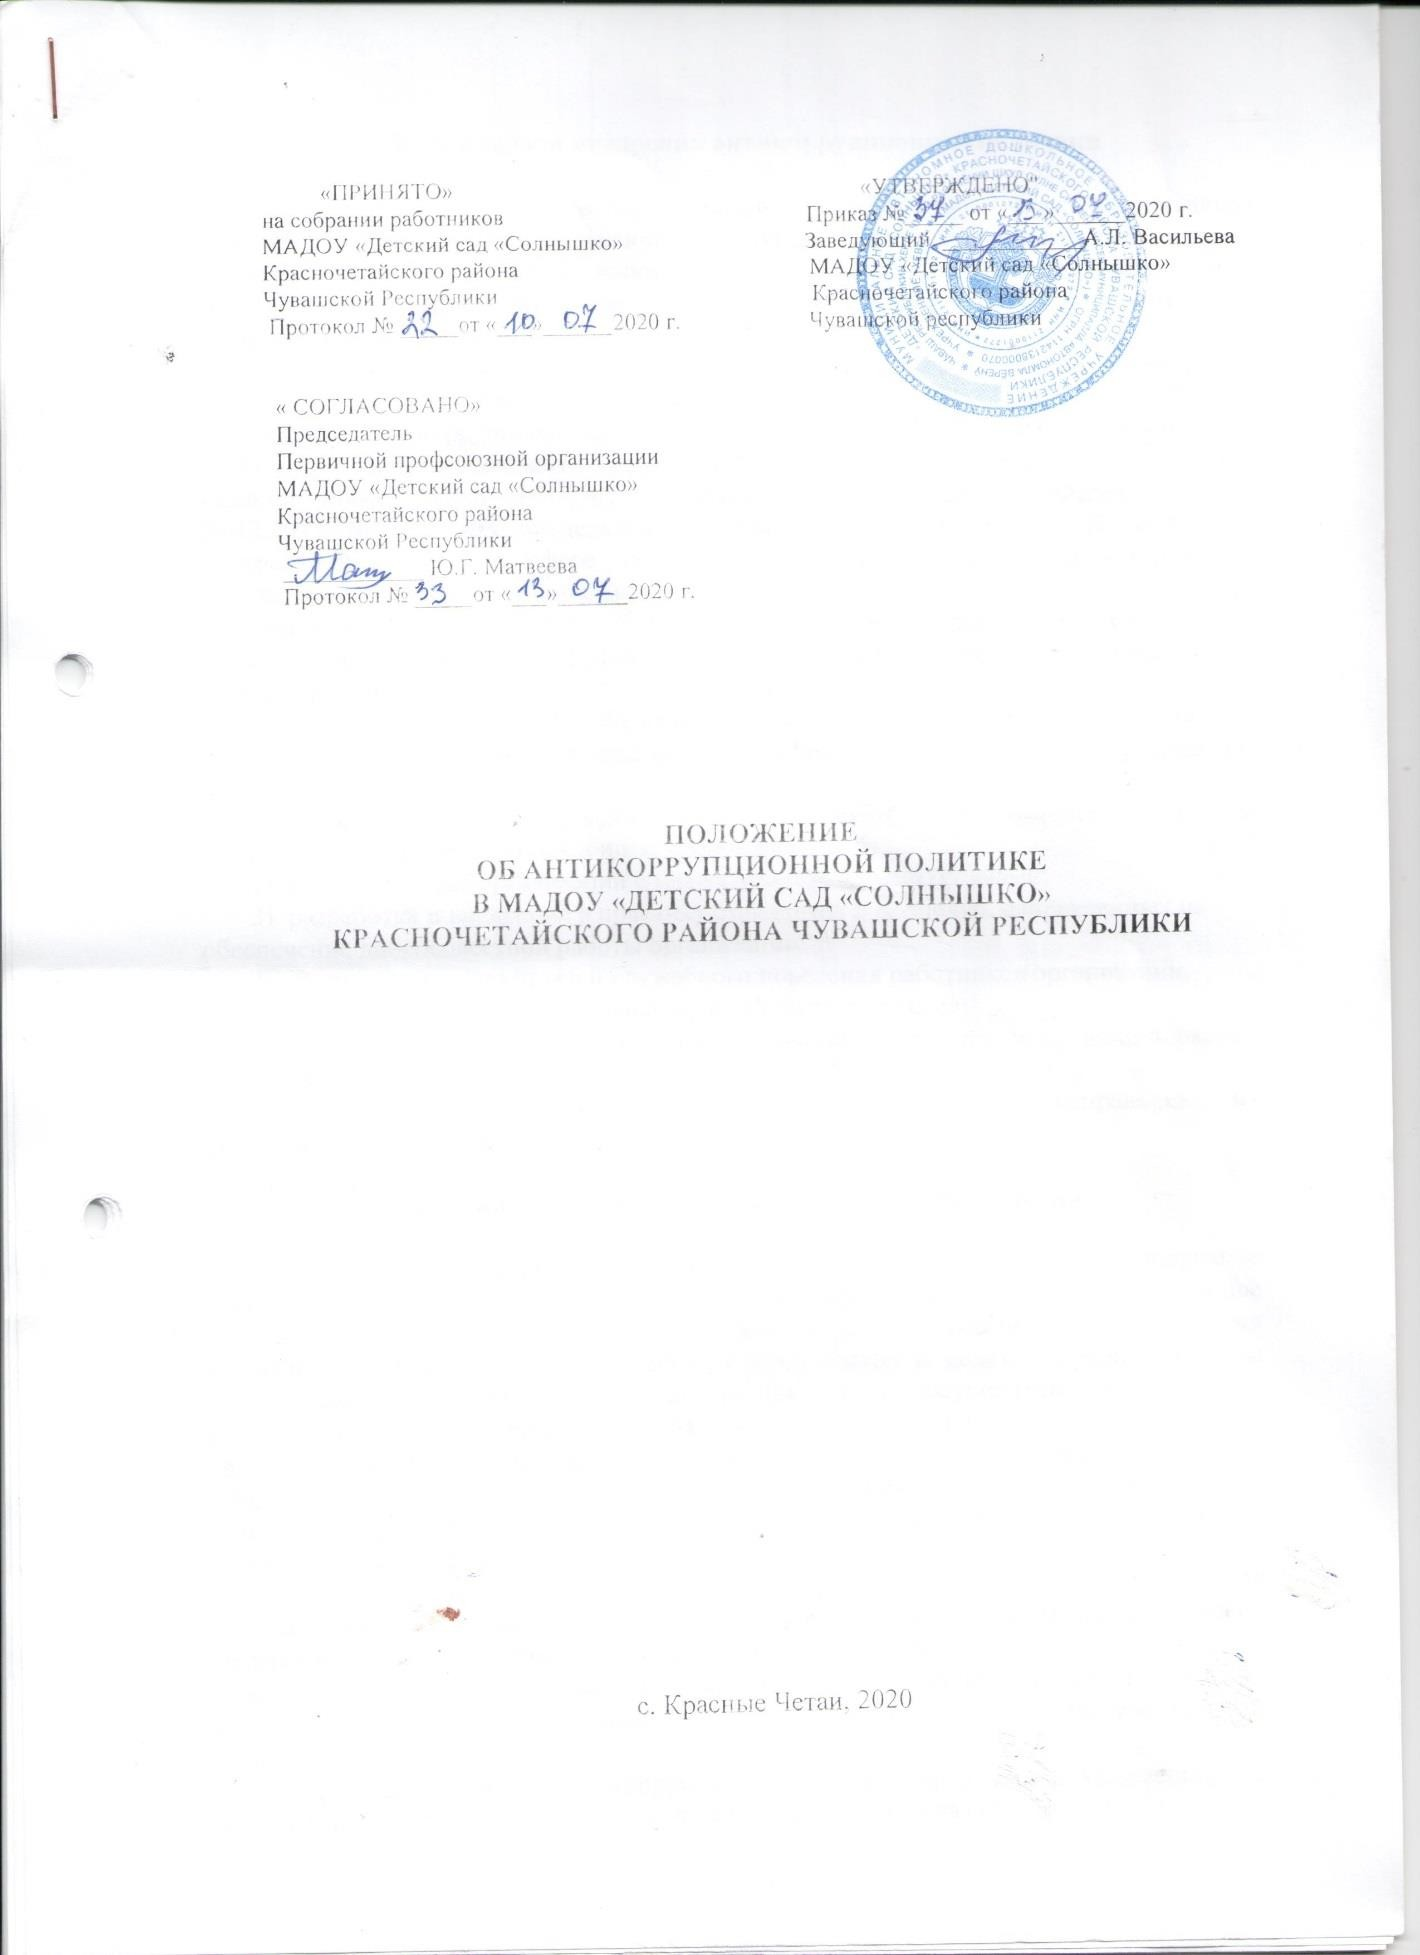 «ПРИНЯТО»
на собрании работников
МАДОУ «Детский сад «Солнышко»
Красночетайского района
Чувашской Республики
Протокол № 22 от «10» 07 2020 г.
«УТВЕРЖДЕНО"
Приказ № 37 от «13» 07 2020 г.
Заведующий А.Л. Васильева
МАДОУ «Детский сад «Солнышко»
Красночетайского района
Чувашской республики
« СОГЛАСОВАНО»
Председатель
Первичной профсоюзной организации
МАДОУ «Детский сад «Солнышко»
Красночетайского района
Чувашской Республики
Ю.Г. Матвеева
Протокол № 33 от «13» 07 2020 г.
ПОЛОЖЕНИЕ
ОБ АНТИКОРРУПЦИОННОЙ ПОЛИТИКЕ
В МАДОУ «ДЕТСКИЙ САД «СОЛНЫШКО»
КРАСНОЧЕТАЙСКОГО РАЙОНА ЧУВАШСКОЙ РЕСПУБЛИКИ
с. Красные Четаи, 2020